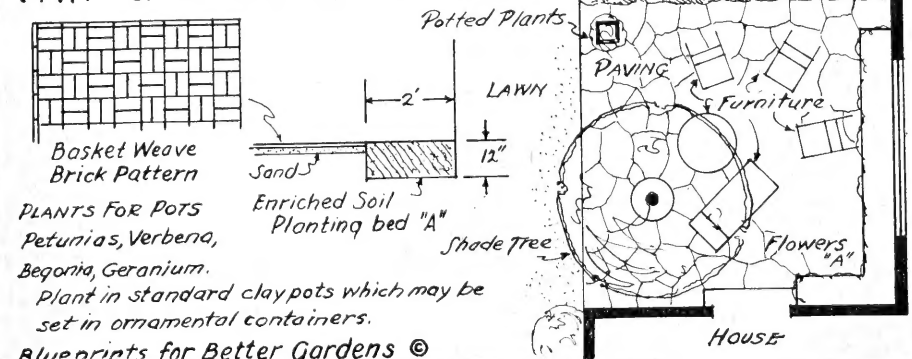 Basket Weave
Brick Pattern
PLANTS FOR POTS
Petunias, Verbena,
Begonia, Geranium.
Plant in standard clay pots which may be
set in ornamental containers.
Blueprints for Better Gardens ©
2'
12"
Sand
Enriched Soil
Planting bed "A"
LAWN
Potted Plants
PAVING
Furniture
Shade Tree
Flowers
"A"
HOUSE